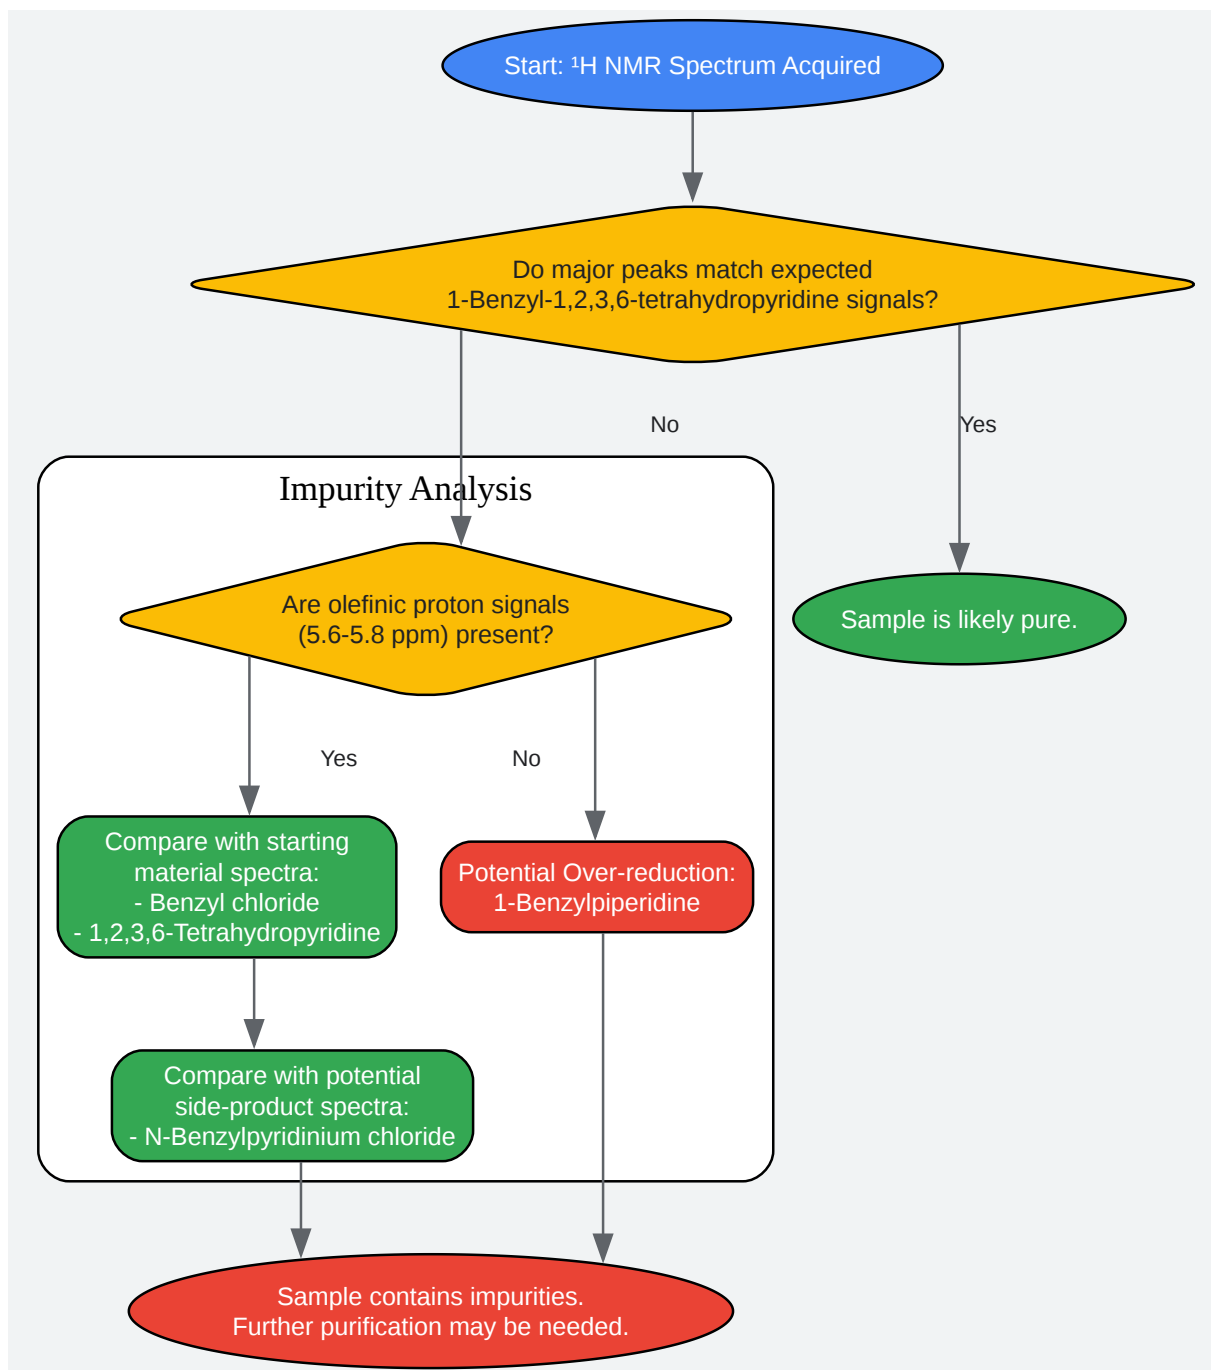 Start: ¹H NMR Spectrum Acquired
Do major peaks match expected
1-Benzyl-1,2,3,6-tetrahydropyridine signals?
No
Yes
Impurity Analysis
Are olefinic proton signals
(5.6-5.8 ppm) present?
Sample is likely pure.
Yes
No
Compare with starting
material spectra:
- Benzyl chloride
- 1,2,3,6-Tetrahydropyridine
Potential Over-reduction:
1-Benzylpiperidine
Compare with potential
side-product spectra:
- N-Benzylpyridinium chloride
Sample contains impurities.
Further purification may be needed.